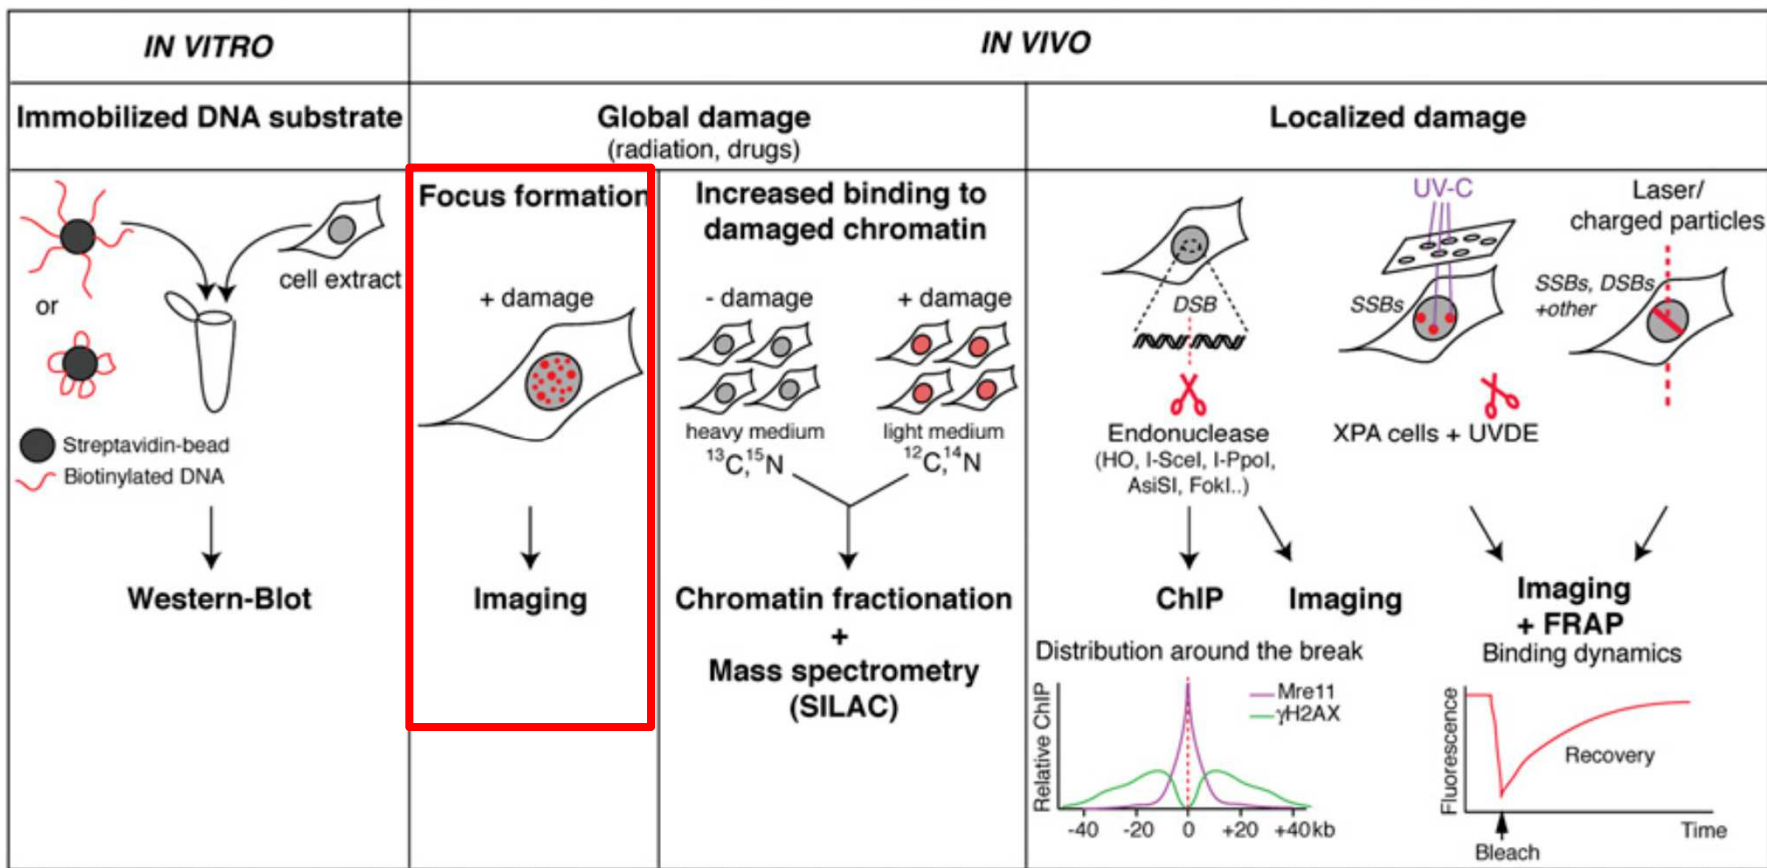 IN VITRO
IN VIVO
Immobilized DNA substrate
Global damage
(radiation, drugs)
Localized damage
cell extract
or
Streptavidin-bead
Biotinylated DNA
Western-Blot
Focus formation
+ damage
Imaging
Increased binding to
damaged chromatin
- damage
+ damage
heavy medium
¹³C,¹⁵N
light medium
¹²C,¹⁴N
Chromatin fractionation
+
Mass spectrometry
(SILAC)
DSB
Endonuclease
(HO, I-SceI, I-PpoI,
AsiSI, FokI..)
UV-C
SSBs
XPA cells + UVDE
Laser/
charged particles
SSBs, DSBs
+other
ChIP
Imaging
Distribution around the break
Relative ChIP
Mre11
γH2AX
-40 -20 0 +20 +40 kb
Imaging
+ FRAP
Binding dynamics
Fluorescence
Recovery
Time
Bleach